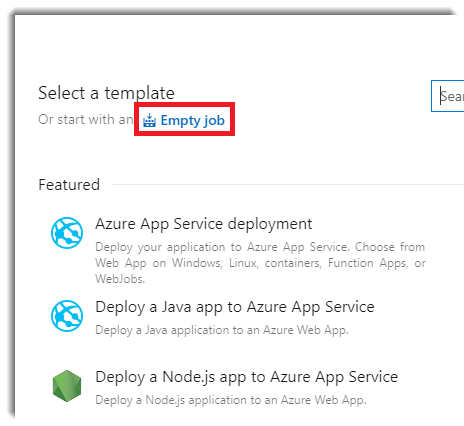 Select a template
Or start with an Empty job
Sear
Featured
Azure App Service deployment
Deploy your application to Azure App Service. Choose from
Web App on Windows, Linux, containers, Function Apps, or
WebJobs.
Deploy a Java app to Azure App Service
Deploy a Java application to an Azure Web App.
Deploy a Node.js app to Azure App Service
Deploy a Node.js application to an Azure Web App.